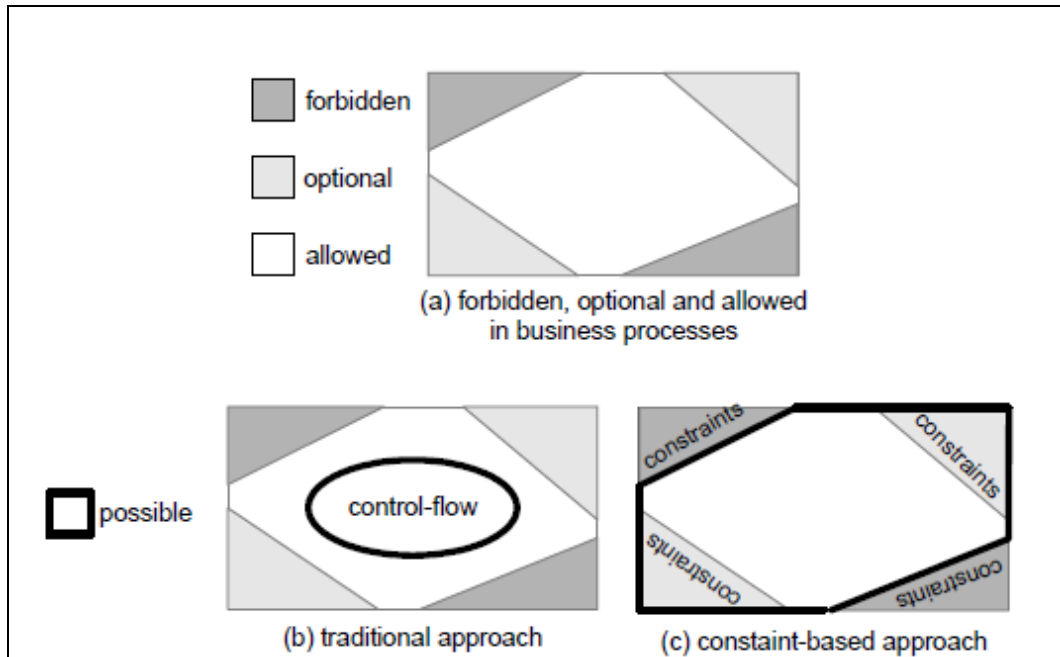 forbidden
optional
allowed
(a) forbidden, optional and allowed
in business processes
possible
control-flow
(b) traditional approach
constraints
constraints
constraints
constraints
(c) constaint-based approach